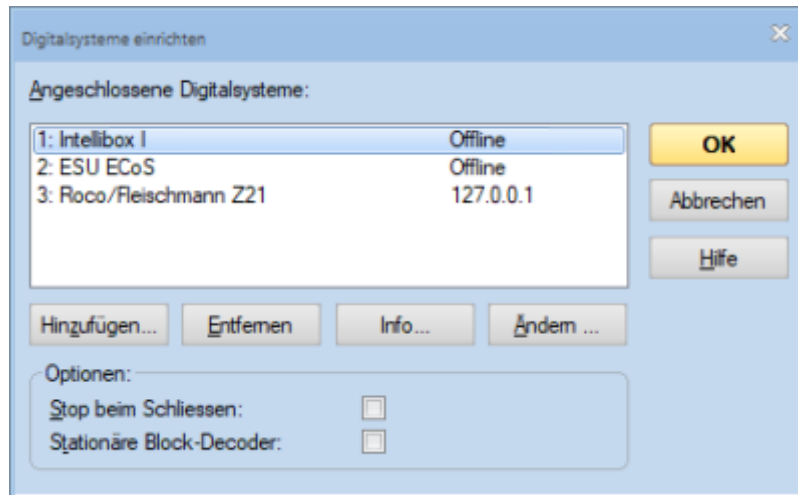 Digitalsysteme einrichten
Angeschlossene Digitalsysteme:
1: Intellibox I Offline
2: ESU ECoS Offline
3: Roco/Fleischmann Z21 127.0.0.1
OK
Abbrechen
Hilfe
Hinzufügen... Entfernen Info... Ändern ...
Optionen:
Stop beim Schliessen:
Stationäre Block-Decoder: